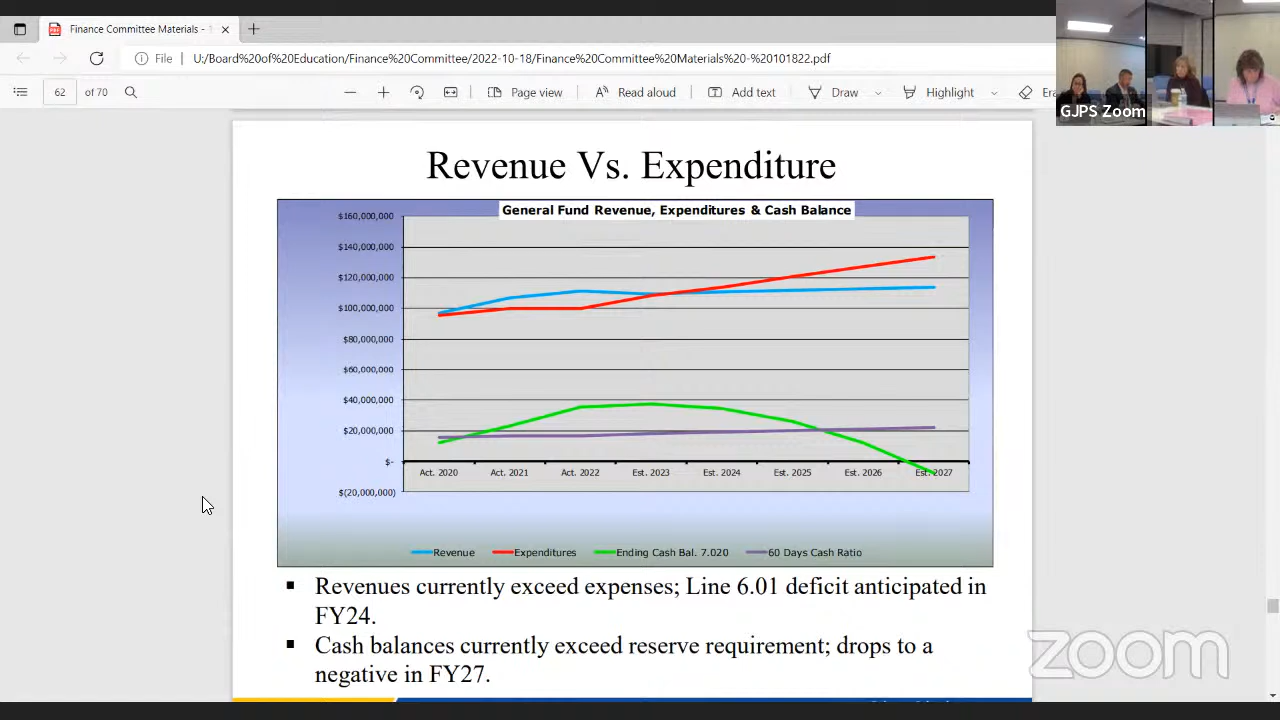 Finance Committee Materials -
File
U:/Board%20of%20Education/Finance%20Committee/2022-10-18/Finance%20Committee%20Materials%20-%20101822.pdf
62 of 70
Page view
Read aloud
Add text
Draw
Highlight
Era
GJPS Zoom
Revenue Vs. Expenditure
General Fund Revenue, Expenditures & Cash Balance
$160,000,000
$140,000,000
$120,000,000
$100,000,000
$80,000,000
$60,000,000
$40,000,000
$20,000,000
$-
$(20,000,000)
Act. 2020 Act. 2021 Act. 2022 Est. 2023 Est. 2024 Est. 2025 Est. 2026 Est. 2027
Revenue Expenditures Ending Cash Bal. 7.020 60 Days Cash Ratio
▪ Revenues currently exceed expenses; Line 6.01 deficit anticipated in
FY24.
▪ Cash balances currently exceed reserve requirement; drops to a
negative in FY27.
zoom